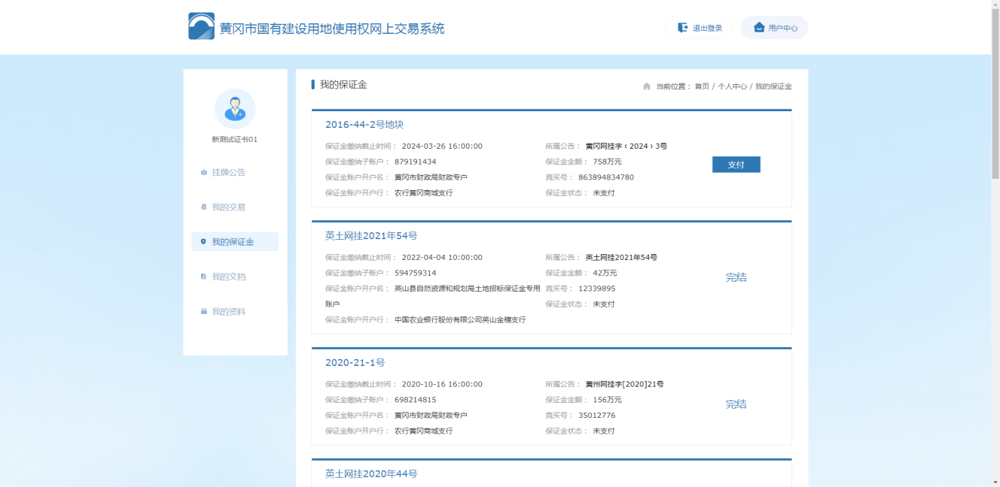 黄冈市国有建设用地使用权网上交易系统
退出登录
用户中心
新测试证书01
挂牌公告
我的交易
我的保证金
我的文档
我的资料
我的保证金
当前位置： 首页 / 个人中心 / 我的保证金
2016-44-2号地块
保证金缴纳截止时间： 2024-03-26 16:00:00
所属公告： 黄冈网挂字﹝2024﹞3号
保证金缴纳子账户： 879191434
保证金金额： 758万元
保证金账户开户名： 黄冈市财政局财政专户
竞买号： 863894834780
保证金账户开户行： 农行黄冈商城支行
保证金状态： 未支付
支付
英土网挂2021年54号
保证金缴纳截止时间： 2022-04-04 10:00:00
所属公告： 英土网挂2021年54号
保证金缴纳子账户： 594759314
保证金金额： 42万元
保证金账户开户名： 英山县自然资源和规划局土地招标保证金专用
账户
竞买号： 12339895
保证金状态： 未支付
保证金账户开户行： 中国农业银行股份有限公司英山金穗支行
完结
2020-21-1号
保证金缴纳截止时间： 2020-10-16 16:00:00
所属公告： 黄州网挂字[2020]21号
保证金缴纳子账户： 698214815
保证金金额： 156万元
保证金账户开户名： 黄冈市财政局财政专户
竞买号： 35012776
保证金账户开户行： 农行黄冈商城支行
保证金状态： 未支付
完结
英土网挂2020年44号